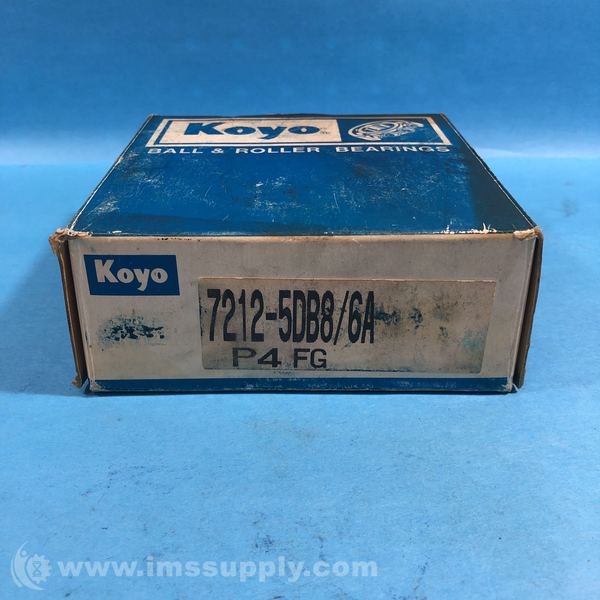 Koyo
BALL & ROLLER BEARINGS
Koyo
7212-5DB8/6A
P4 FG
www.imssupply.com